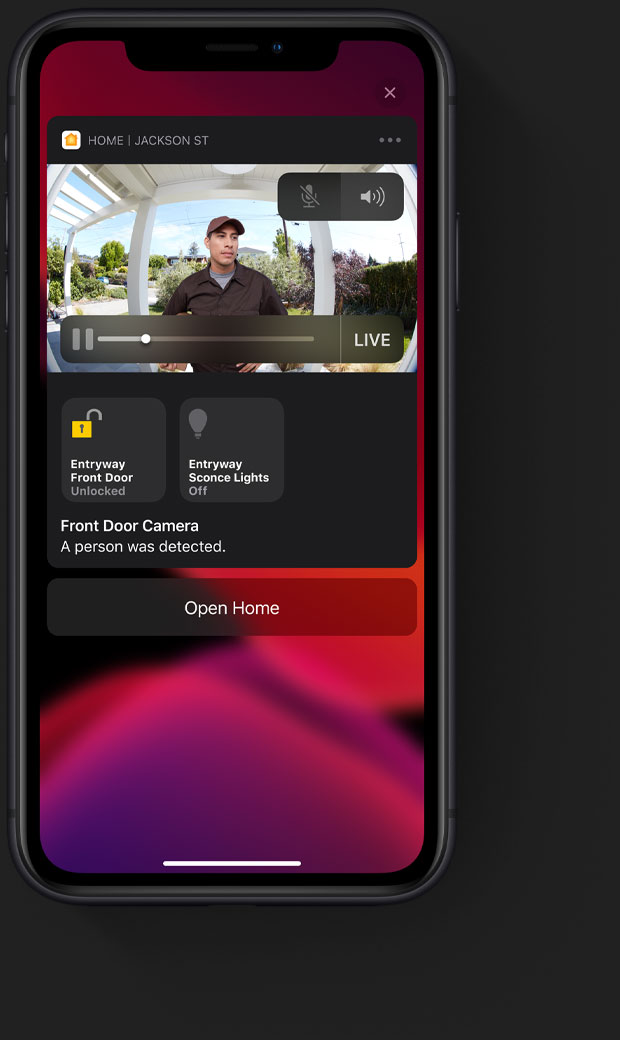 HOME | JACKSON ST
LIVE
Entryway
Front Door
Unlocked
Entryway
Sconce Lights
Off
Front Door Camera
A person was detected.
Open Home